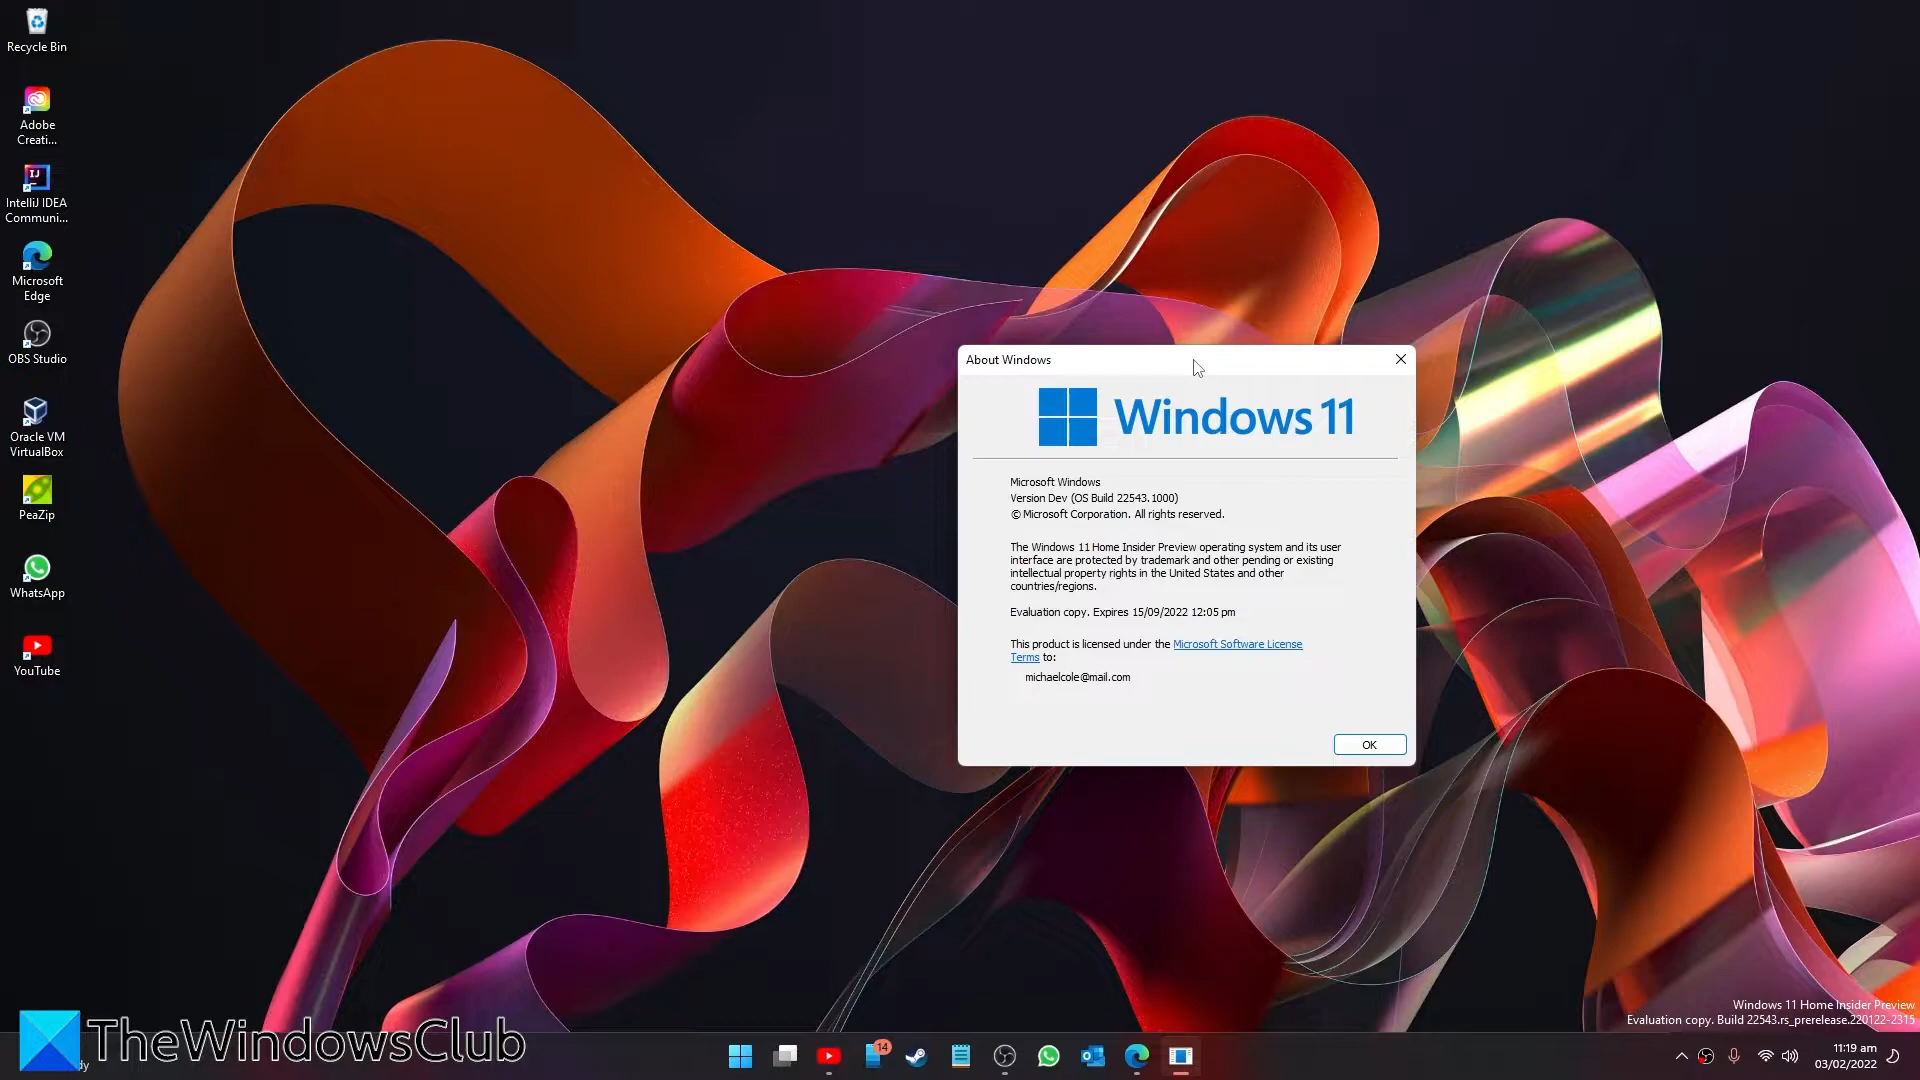 Recycle Bin
Adobe
Creati...
IntelliJ IDEA
Communi...
Microsoft
Edge
OBS Studio
Oracle VM
VirtualBox
PeaZip
WhatsApp
YouTube
About Windows
Windows 11
Microsoft Windows
Version Dev (OS Build 22543.1000)
© Microsoft Corporation. All rights reserved.
The Windows 11 Home Insider Preview operating system and its user
interface are protected by trademark and other pending or existing
intellectual property rights in the United States and other
countries/regions.
Evaluation copy. Expires 15/09/2022 12:05 pm
This product is licensed under the Microsoft Software License
Terms to:
michaelcole@mail.com
OK
Windows 11 Home Insider Preview
Evaluation copy. Build 22543.rs_prerelease.220122-2315
TheWindowsClub
14
11:19 am
03/02/2022